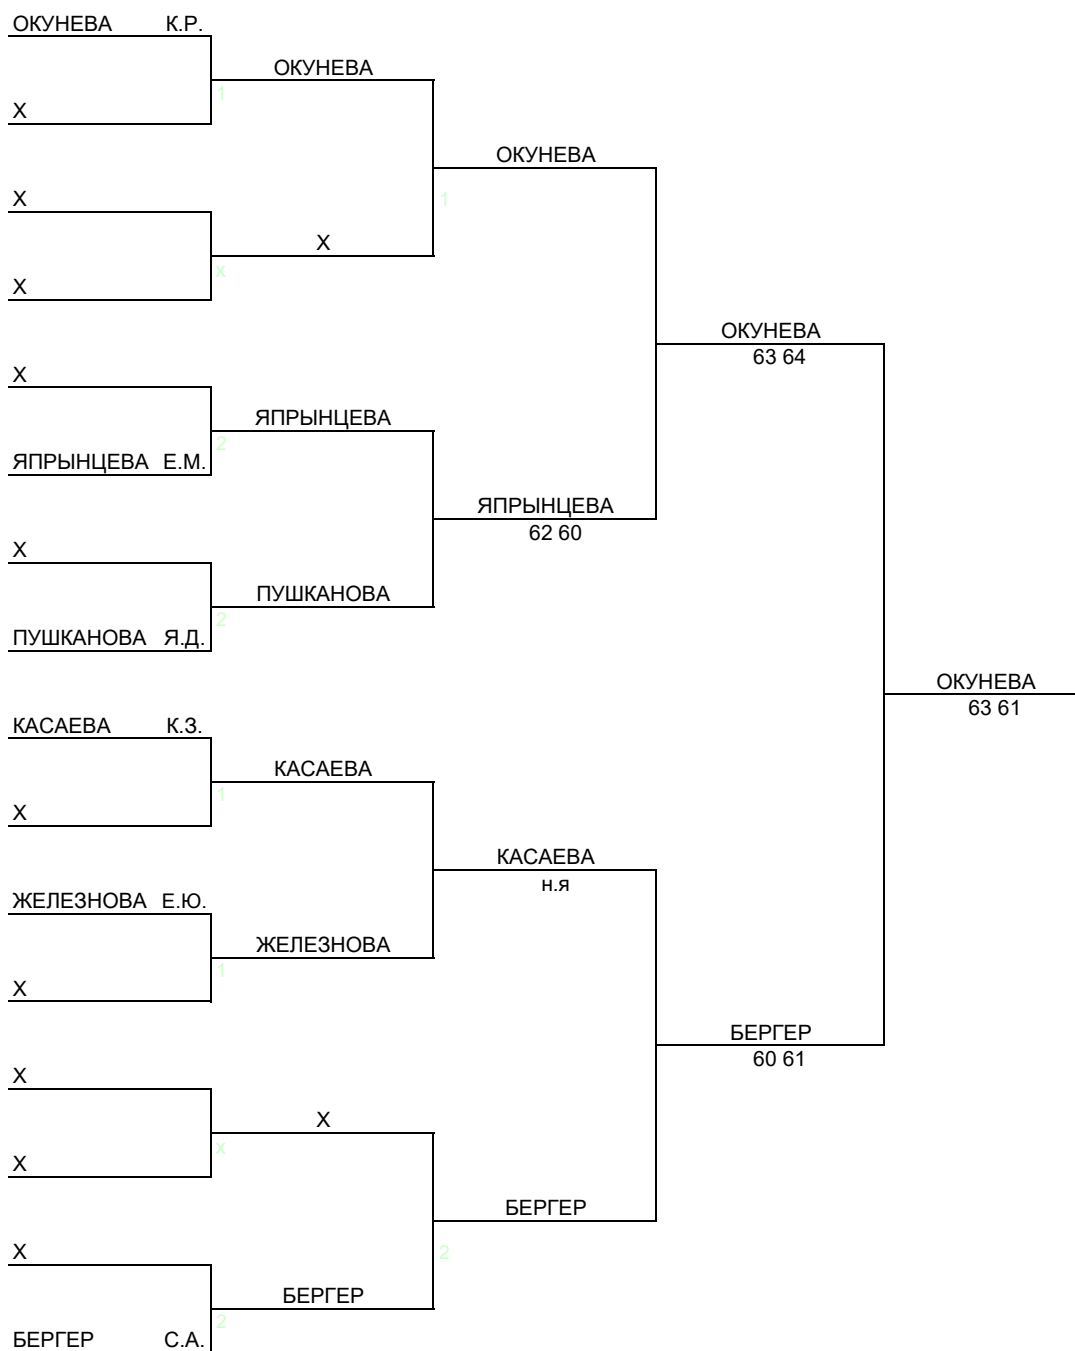 ОКУНЕВА К.Р.
ОКУНЕВА
1
X
ОКУНЕВА
X
1
X
x
X
ОКУНЕВА
63 64
X
ЯПРЫНЦЕВА
2
ЯПРЫНЦЕВА Е.М.
ЯПРЫНЦЕВА
62 60
X
ПУШКАНОВА
2
ПУШКАНОВА Я.Д.
ОКУНЕВА
63 61
КАСАЕВА К.З.
КАСАЕВА
1
X
КАСАЕВА
н.я
ЖЕЛЕЗНОВА Е.Ю.
ЖЕЛЕЗНОВА
1
X
БЕРГЕР
60 61
X
X
x
X
БЕРГЕР
X
2
БЕРГЕР
2
БЕРГЕР С.А.